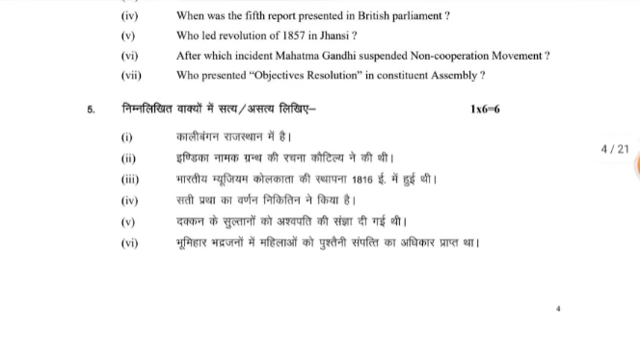 (iv) When was the fifth report presented in British parliament ?
(v) Who led revolution of 1857 in Jhansi ?
(vi) After which incident Mahatma Gandhi suspended Non-cooperation Movement ?
(vii) Who presented “Objectives Resolution” in constituent Assembly ?
5. निम्नलिखित वाक्यों में सत्य/असत्य लिखिए– 1x6=6
(i) कालीबंगन राजस्थान में है।
4 / 21
(ii) इण्डिका नामक ग्रन्थ की रचना कौटिल्य ने की थी।
(iii) भारतीय म्यूजियम कोलकाता की स्थापना 1816 ई. में हुई थी।
(iv) सती प्रथा का वर्णन निकितिन ने किया है।
(v) दक्कन के सुल्तानों को अश्वपति की संज्ञा दी गई थी।
(vi) भूमिहार भद्रजनों में महिलाओं को पुश्तैनी संपत्ति का अधिकार प्राप्त था।
4